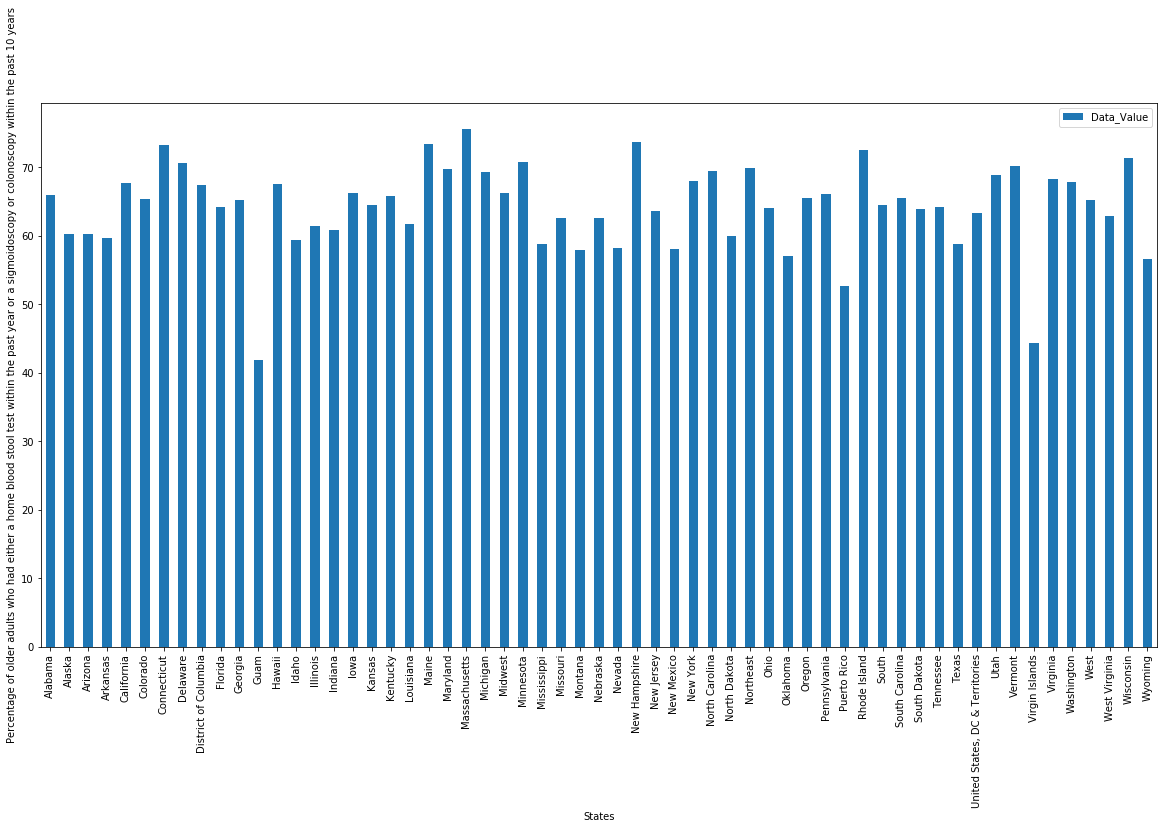 Percentage of older adults who had either a home blood stool test within the past year or a sigmoidoscopy or colonoscopy within the past 10 years
Data_Value
70
60
50
40
30
20
10
0
Alabama
Alaska
Arizona
Arkansas
California
Colorado
Connecticut
Delaware
District of Columbia
Florida
Georgia
Guam
Hawaii
Idaho
Illinois
Indiana
Iowa
Kansas
Kentucky
Louisiana
Maine
Maryland
Massachusetts
Michigan
Midwest
Minnesota
Mississippi
Missouri
Montana
Nebraska
Nevada
New Hampshire
New Jersey
New Mexico
New York
North Carolina
North Dakota
Northeast
Ohio
Oklahoma
Oregon
Pennsylvania
Puerto Rico
Rhode Island
South
South Carolina
South Dakota
Tennessee
Texas
United States, DC & Territories
Utah
Vermont
Virgin Islands
Virginia
Washington
West
West Virginia
Wisconsin
Wyoming
States